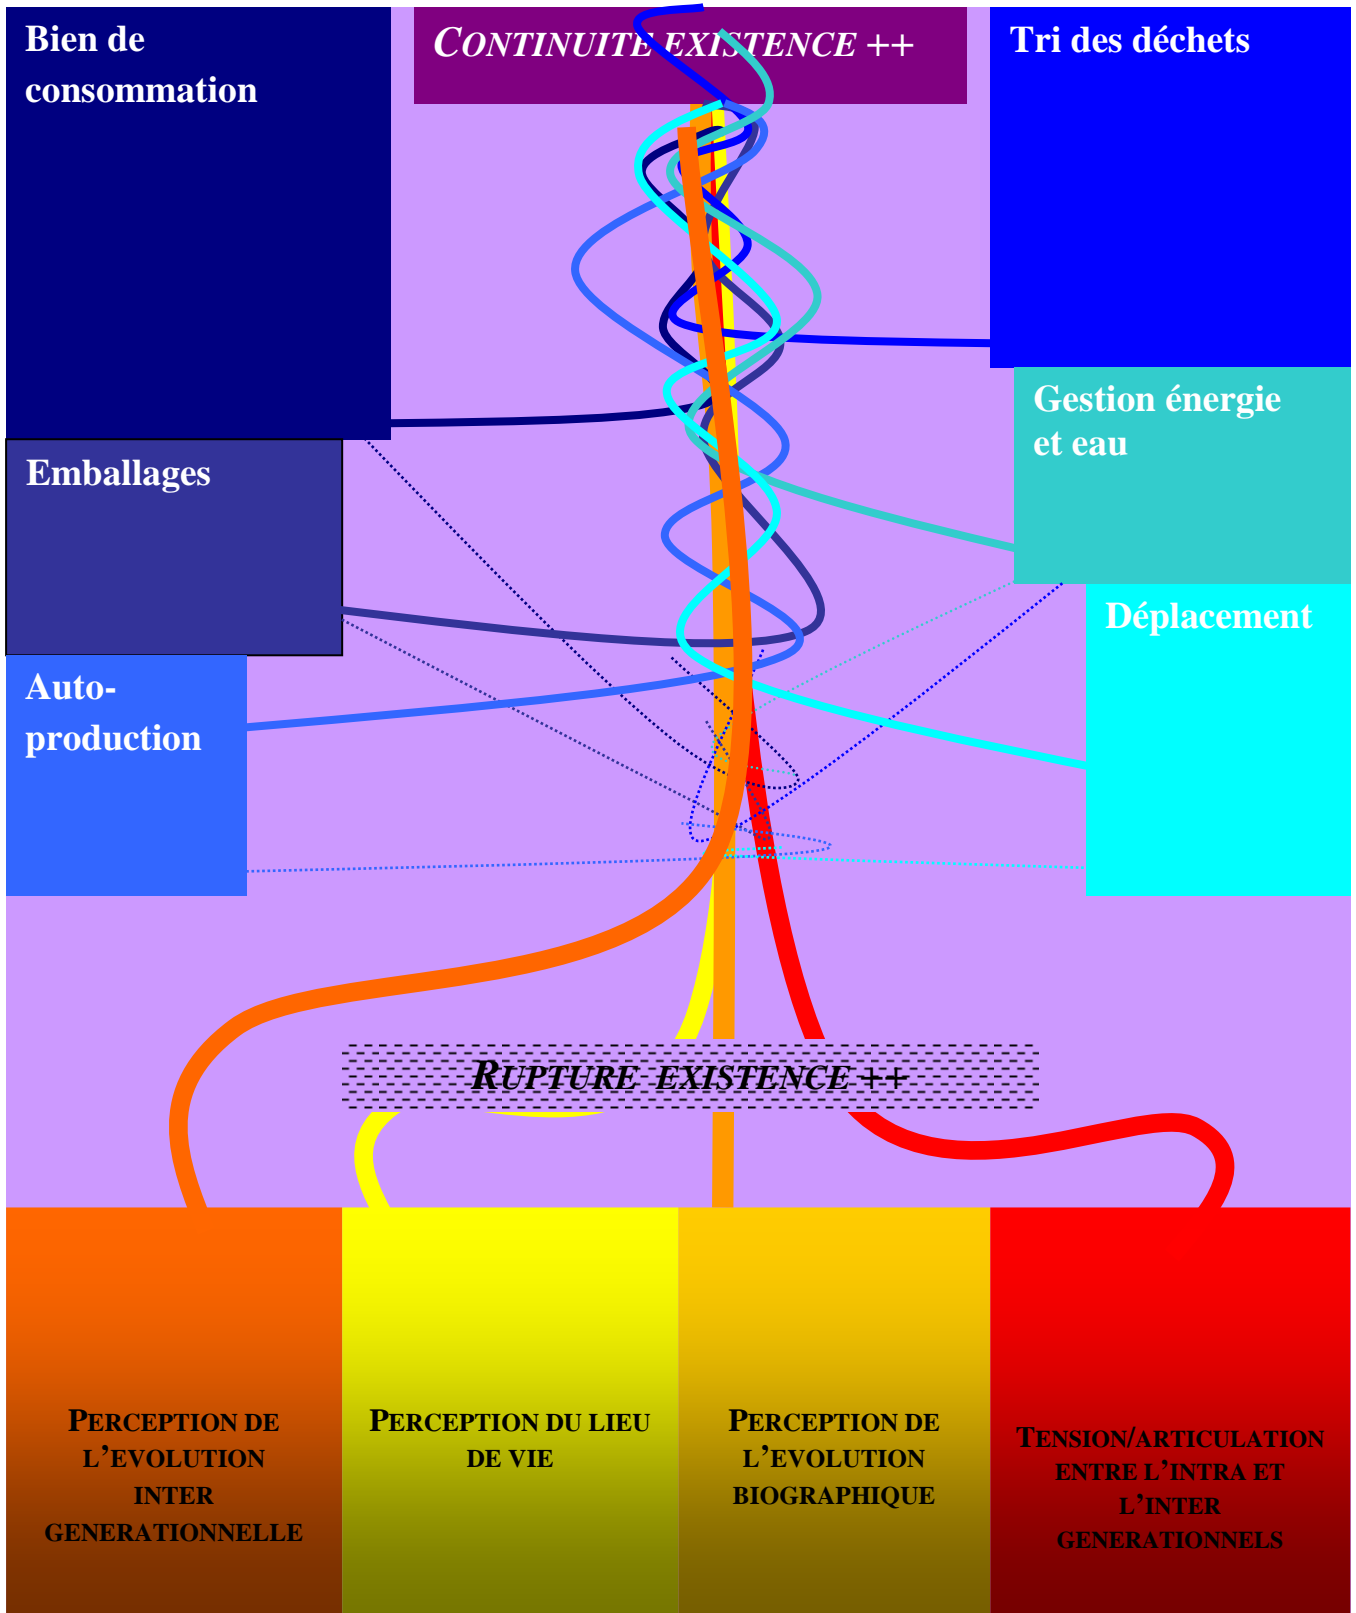 Bien de
consommation
CONTINUITE EXISTENCE ++
Tri des déchets
Gestion énergie
et eau
Emballages
Déplacement
Auto-
production
RUPTURE EXISTENCE ++
PERCEPTION DE
L’EVOLUTION
INTER
GENERATIONNELLE
PERCEPTION DU LIEU
DE VIE
PERCEPTION DE
L’EVOLUTION
BIOGRAPHIQUE
TENSION/ARTICULATION
ENTRE L’INTRA ET
L’INTER
GENERATIONNELS